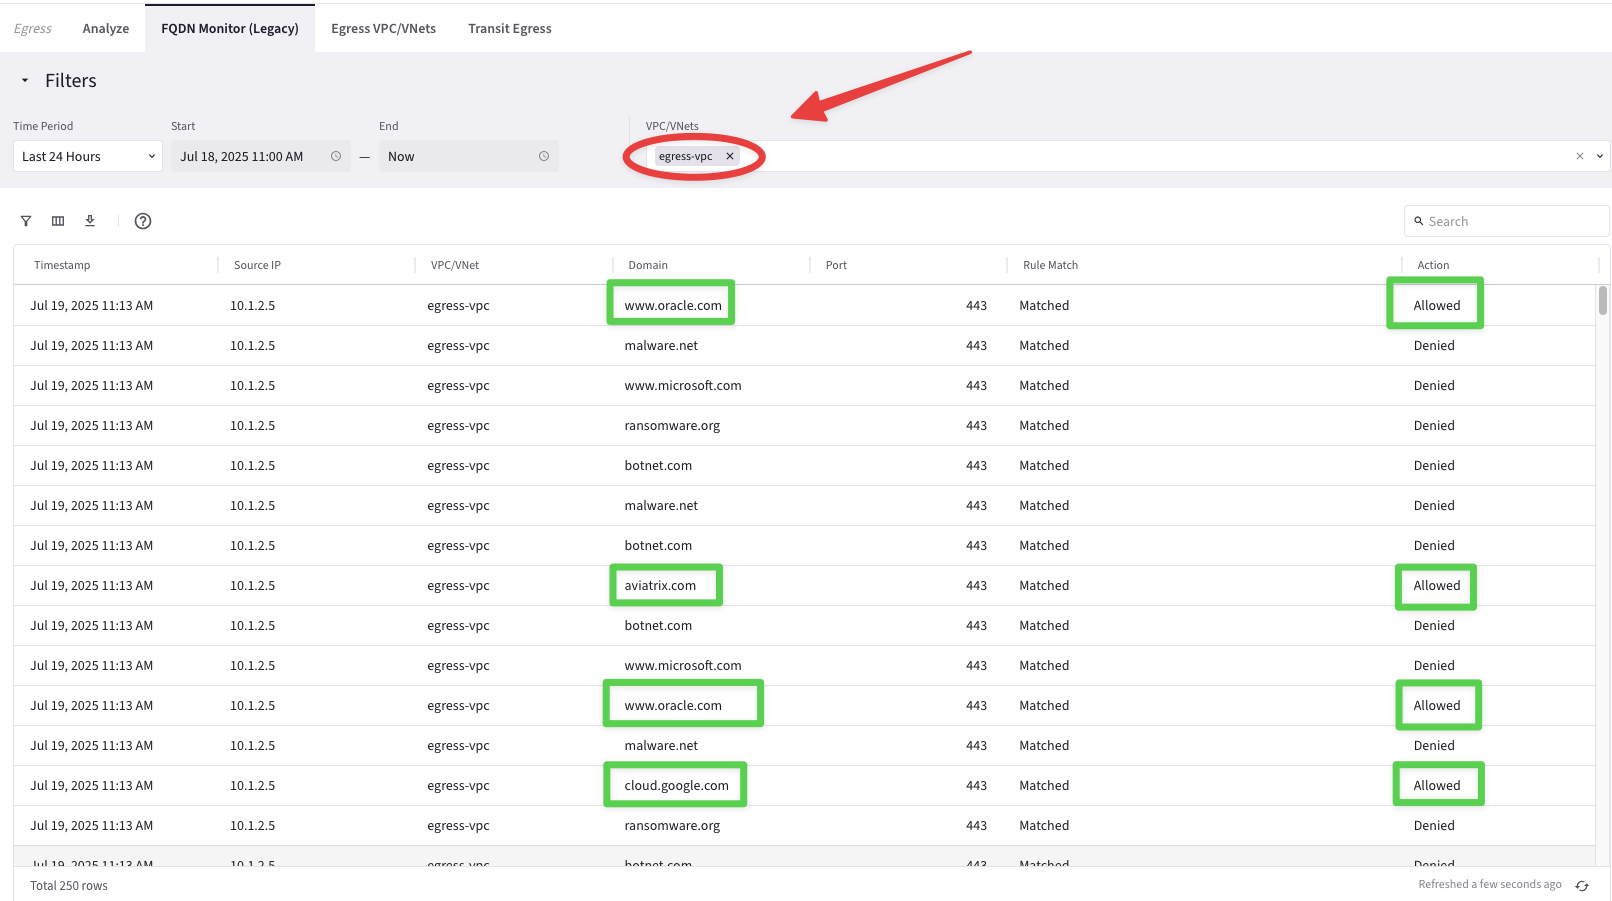 Egress Analyze FQDN Monitor (Legacy) Egress VPC/VNets Transit Egress
Filters
Time Period Start End VPC/VNets
Last 24 Hours Jul 18, 2025 11:00 AM — Now egress-vpc
Search
Timestamp Source IP VPC/VNet Domain Port Rule Match Action
Jul 19, 2025 11:13 AM 10.1.2.5 egress-vpc www.oracle.com 443 Matched Allowed
Jul 19, 2025 11:13 AM 10.1.2.5 egress-vpc malware.net 443 Matched Denied
Jul 19, 2025 11:13 AM 10.1.2.5 egress-vpc www.microsoft.com 443 Matched Denied
Jul 19, 2025 11:13 AM 10.1.2.5 egress-vpc ransomware.org 443 Matched Denied
Jul 19, 2025 11:13 AM 10.1.2.5 egress-vpc botnet.com 443 Matched Denied
Jul 19, 2025 11:13 AM 10.1.2.5 egress-vpc malware.net 443 Matched Denied
Jul 19, 2025 11:13 AM 10.1.2.5 egress-vpc botnet.com 443 Matched Denied
Jul 19, 2025 11:13 AM 10.1.2.5 egress-vpc aviatrix.com 443 Matched Allowed
Jul 19, 2025 11:13 AM 10.1.2.5 egress-vpc botnet.com 443 Matched Denied
Jul 19, 2025 11:13 AM 10.1.2.5 egress-vpc www.microsoft.com 443 Matched Denied
Jul 19, 2025 11:13 AM 10.1.2.5 egress-vpc www.oracle.com 443 Matched Allowed
Jul 19, 2025 11:13 AM 10.1.2.5 egress-vpc malware.net 443 Matched Denied
Jul 19, 2025 11:13 AM 10.1.2.5 egress-vpc cloud.google.com 443 Matched Allowed
Jul 19, 2025 11:13 AM 10.1.2.5 egress-vpc ransomware.org 443 Matched Denied
Jul 19, 2025 11:13 AM 10.1.2.5 egress-vpc botnet.com 443 Matched Denied
Total 250 rows Refreshed a few seconds ago